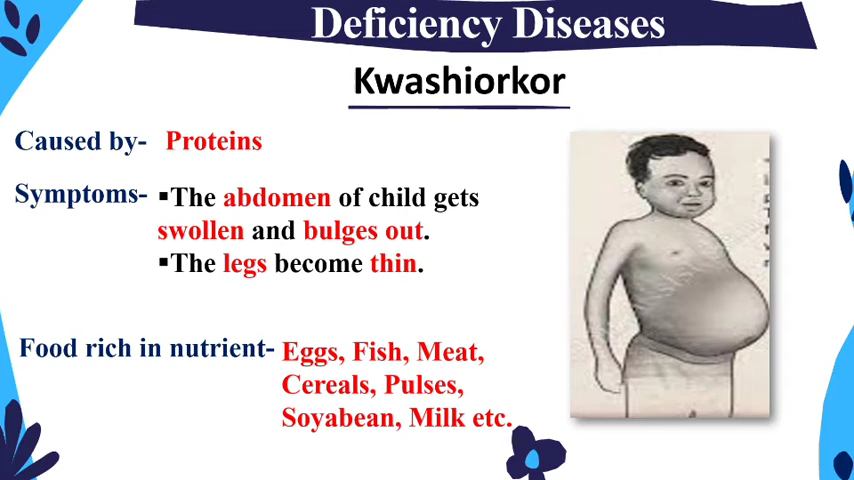 Deficiency Diseases
Kwashiorkor
Caused by- Proteins
Symptoms- ▪The abdomen of child gets
swollen and bulges out.
▪The legs become thin.
Food rich in nutrient- Eggs, Fish, Meat,
Cereals, Pulses,
Soyabean, Milk etc.